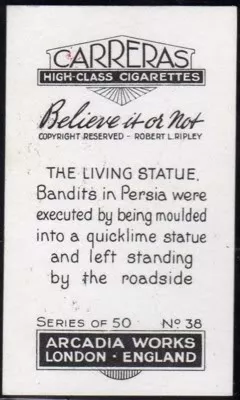 CARRERAS
HIGH-CLASS CIGARETTES
Believe it or Not
COPYRIGHT RESERVED - ROBERT L. RIPLEY
THE LIVING STATUE.
Bandits in Persia were
executed by being moulded
into a quicklime statue
and left standing
by the roadside
SERIES OF 50 No 38
ARCADIA WORKS
LONDON · ENGLAND